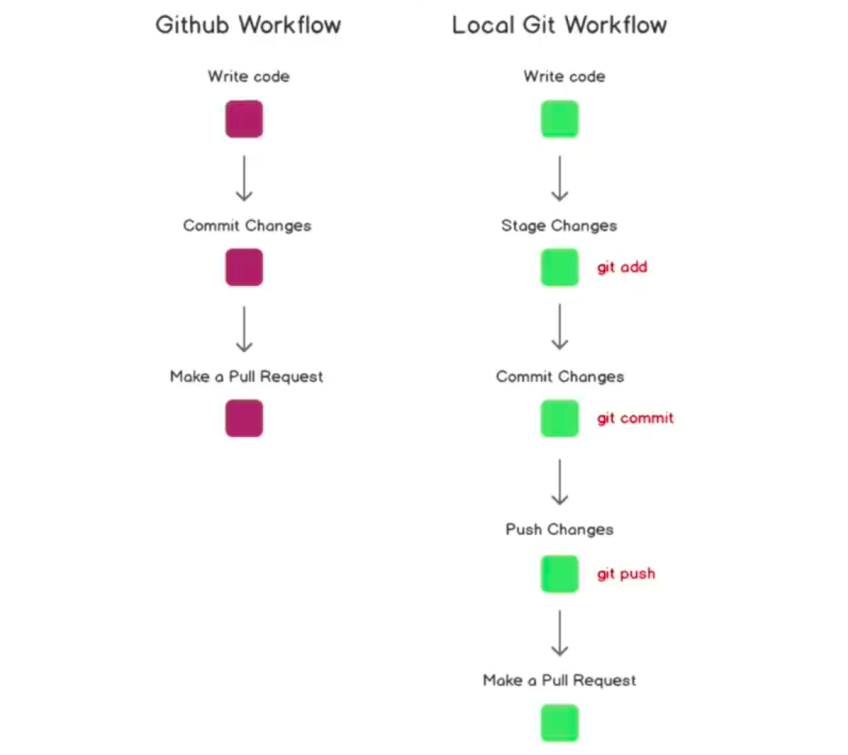 Github Workflow
Write code
Commit Changes
Make a Pull Request
Local Git Workflow
Write code
Stage Changes
git add
Commit Changes
git commit
Push Changes
git push
Make a Pull Request